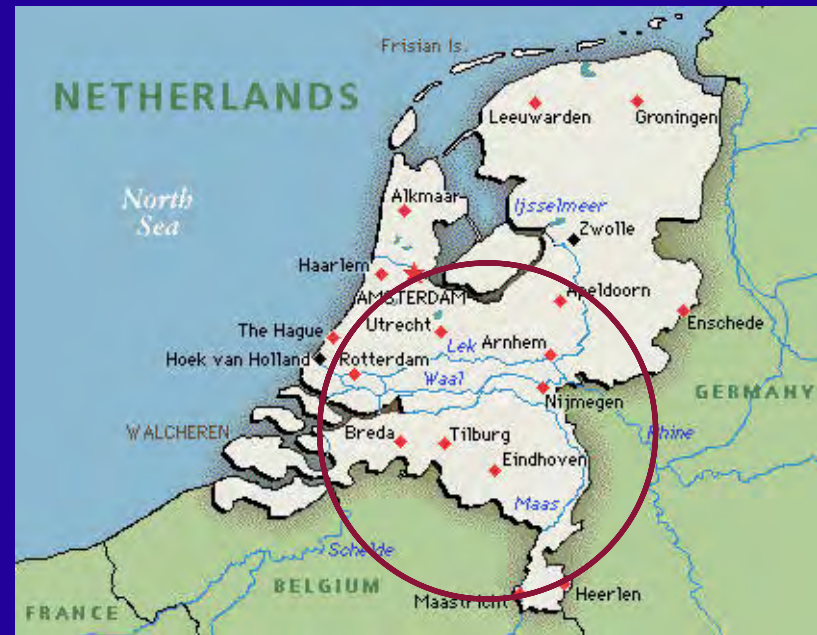 Frisian Is.
NETHERLANDS
Leeuwarden
Groningen
North
Sea
Alkmaar
Ijsselmeer
Zwolle
Haarlem
AMSTERDAM
Apeldoorn
Enschede
The Hague
Utrecht
Lek
Arnhem
Hoek van Holland
Rotterdam
Waal
Nijmegen
GERMANY
WALCHEREN
Breda
Tilburg
Rhine
Eindhoven
Maas
Schelde
BELGIUM
FRANCE
Maastricht
Heerlen